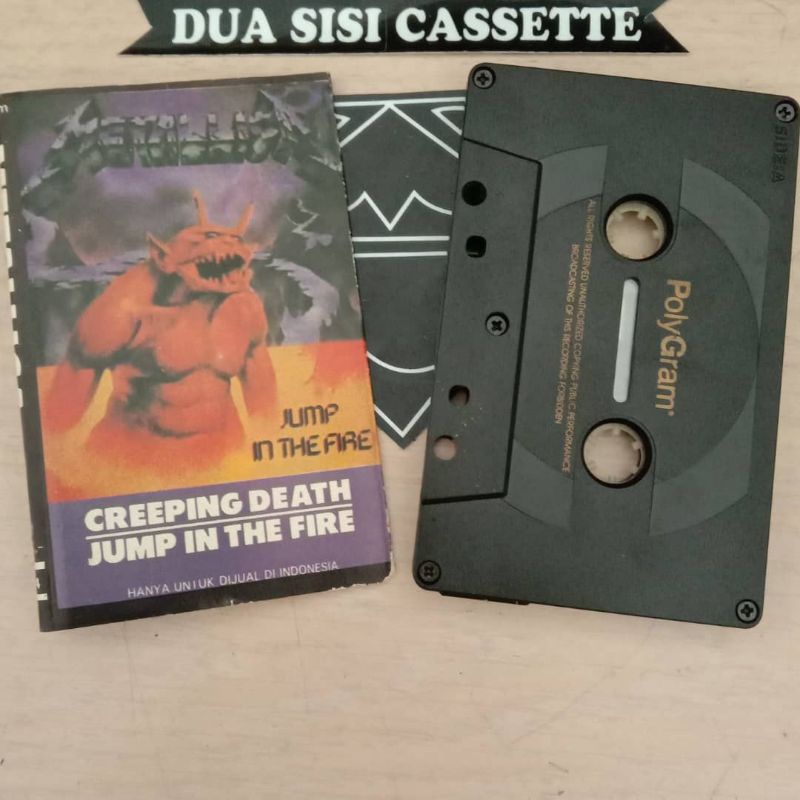 DUA SISI CASSETTE
METALLICA
JUMP
IN THE FIRE
CREEPING DEATH
JUMP IN THE FIRE
HANYA UNTUK DIJUAL DI INDONESIA
SIDE A
PolyGram
ALL RIGHTS RESERVED UNAUTHORIZED COPYING PUBLIC PERFORMANCE
BROADCASTING OF THIS RECORDING FORBIDDEN